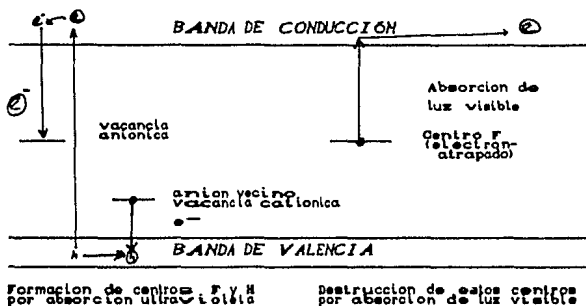 e⁻ e
BANDA DE CONDUCCIÓN
e
e⁻
vacancia
anionica
Absorcion de
luz visible
Centro F
(electron-
atrapado)
anion vecino
vacancia cationica
e⁻
h
BANDA DE VALENCIA
Formacion de centros F y H
por absorcion ultravioleta
Destruccion de estos centros
por absorcion de luz visible